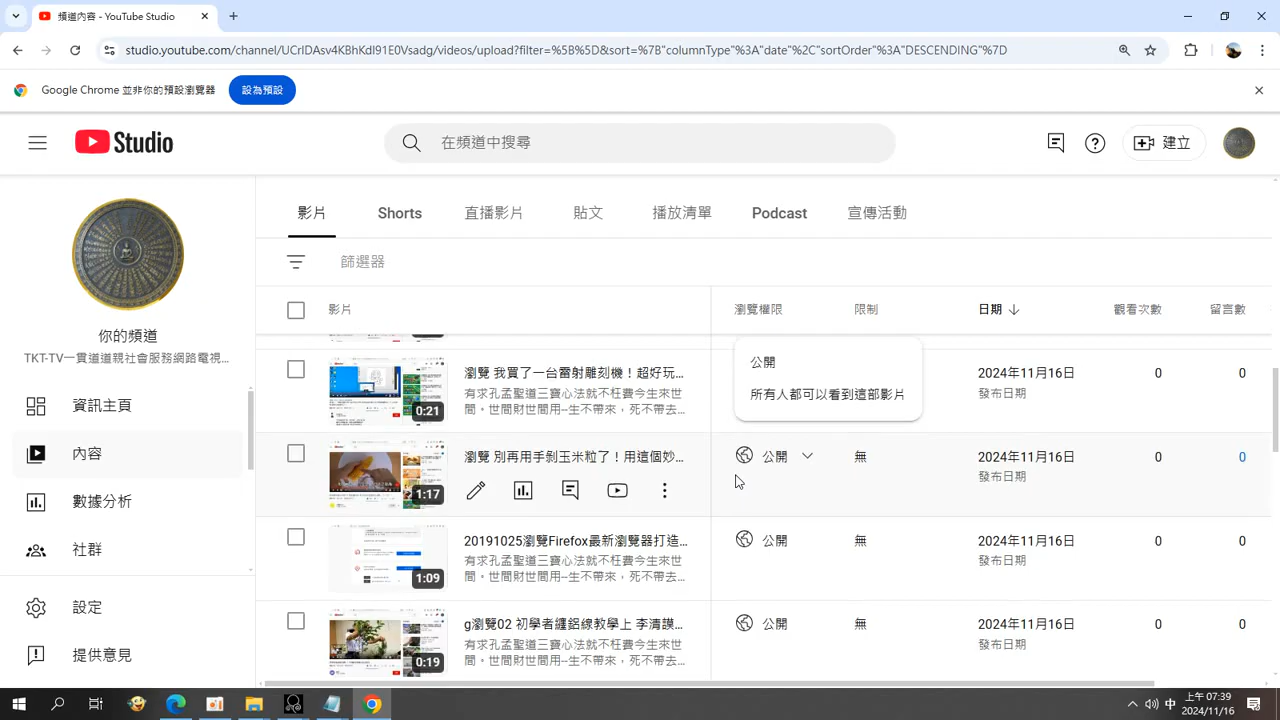 頻道內容 - YouTube Studio
studio.youtube.com/channel/UCrIDAsv4KBhKdI91E0Vsadg/videos/upload?filter=%5B%5D&sort=%7B"columnType"%3A"date"%2C"sortOrder"%3A"DESCENDING"%7D
Google Chrome 並非你的預設瀏覽器
設為預設
Studio
在頻道中搜尋
建立
影片
Shorts
直播影片
貼文
播放清單
Podcast
宣傳活動
篩選器
影片
瀏覽權限
限制
日期
觀看次數
留言數
你的頻道
TKT-TV一貫道道親社會服務網路電視...
資訊主頁
內容
數據分析
社群
設定
提供意見
0:21
瀏覽 我買了一台雷射雕刻機！超好玩...
有求孔孟聖道三寶心法就不枉費今生來世
間。世間財世間用─生不帶來，死不帶去...
公開
所有人都可以看到這部影片
2024年11月16日
發布日期
0
0
1:17
瀏覽 別再用手剝玉米粒了！用這個妙...
公開
無
2024年11月16日
發布日期
0
0
1:09
20191025瀏覽Firefox最新瀏覽器打造...
有求孔孟聖道三寶心法就不枉費今生來世
間。世間財世間用─生不帶來，死不帶去...
公開
無
2024年11月16日
發布日期
0
0
0:19
g瀏覽02 初學者纏鋁線教學上 李清謨...
有求孔孟聖道三寶心法就不枉費今生來世
間。世間財世間用─生不帶來，死不帶去...
公開
無
2024年11月16日
發布日期
0
0
中
上午 07:39
2024/11/16